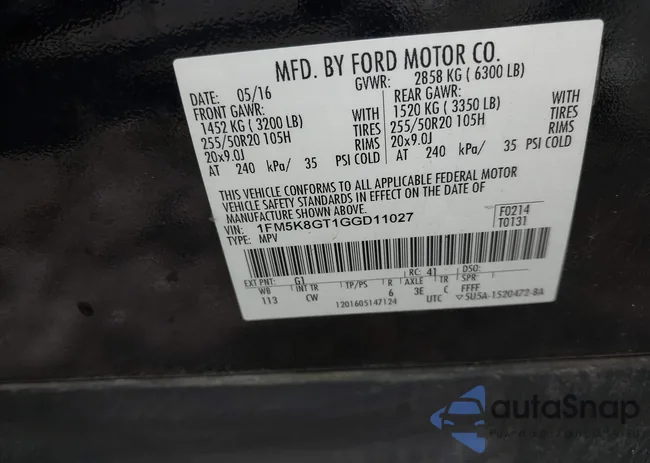 MFD. BY FORD MOTOR CO.
DATE: 05/16 GVWR: 2858 KG ( 6300 LB)
FRONT GAWR: REAR GAWR:
1452 KG ( 3200 LB) WITH 1520 KG ( 3350 LB) WITH
255/50R20 105H TIRES 255/50R20 105H TIRES
20x9.0J RIMS 20x9.0J RIMS
AT 240 kPa/ 35 PSI COLD AT 240 kPa/ 35 PSI COLD
THIS VEHICLE CONFORMS TO ALL APPLICABLE FEDERAL MOTOR
VEHICLE SAFETY STANDARDS IN EFFECT ON THE DATE OF
MANUFACTURE SHOWN ABOVE.
VIN: 1FM5K8GT1GGD11027 F0214
TYPE: MPV T0131
EXT PNT: G1 RC: 41 DSO:
WB INT TR TP/PS R AXLE TR SPR:
113 CW 6 3E C FFFF
1201605147124 UTC 5U5A-1520472-BA
autaSnap